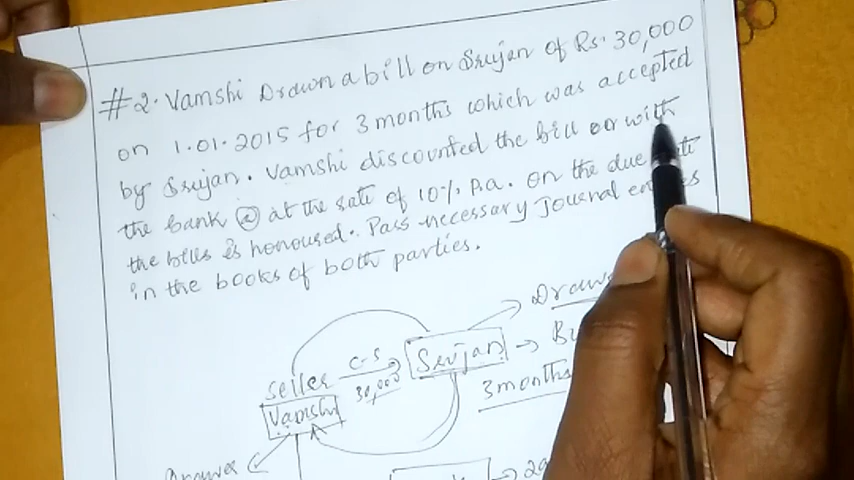 #2. Vamshi Drawn a bill on Srujan of Rs. 30,000
on 1.01.2015 for 3 months which was accepted
by Srujan. Vamshi discounted the bill with
the bank @ at the rate of 10% P.a. on the due
the bills is honoured. Pass necessary Journal
in the books of both parties.
Seller C-S Srujan
30,000 3 months
Vamshi